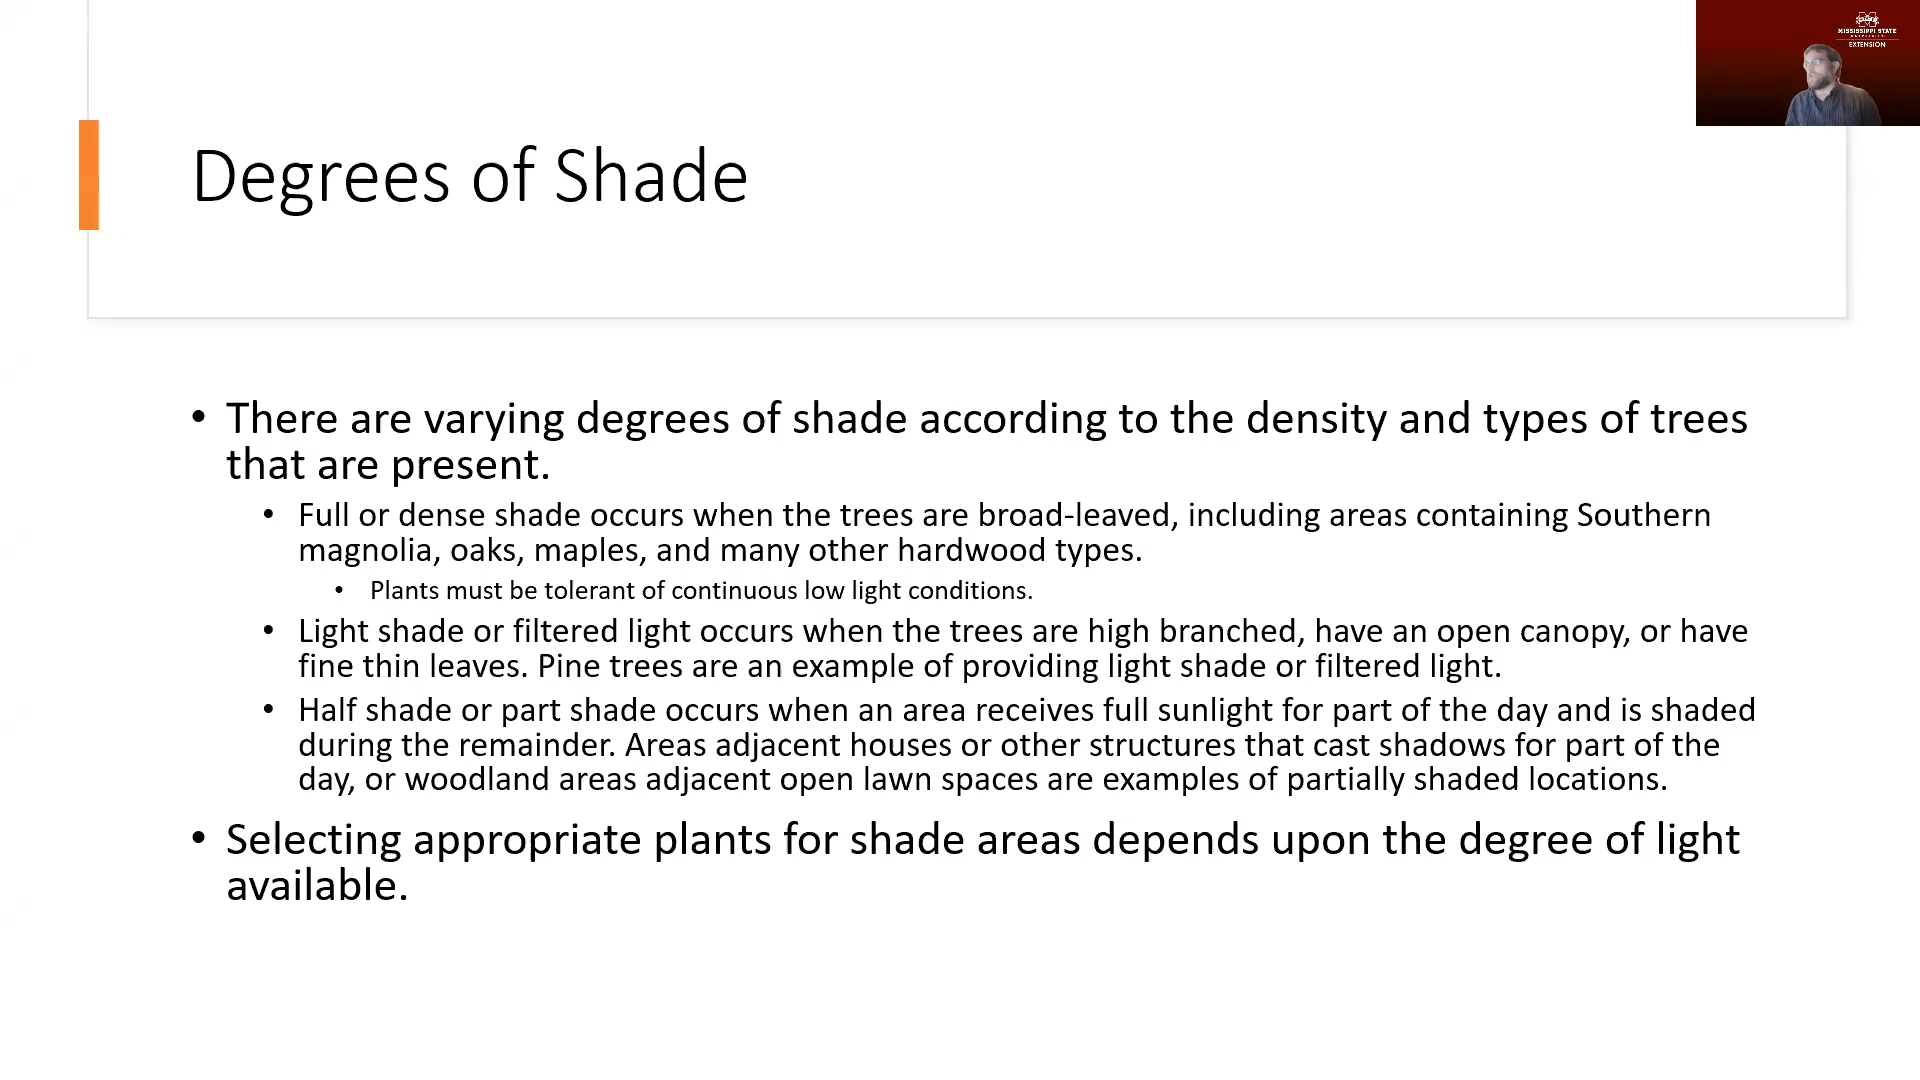 MISSISSIPPI STATE
UNIVERSITY
EXTENSION
Degrees of Shade
• There are varying degrees of shade according to the density and types of trees
that are present.
• Full or dense shade occurs when the trees are broad-leaved, including areas containing Southern
magnolia, oaks, maples, and many other hardwood types.
• Plants must be tolerant of continuous low light conditions.
• Light shade or filtered light occurs when the trees are high branched, have an open canopy, or have
fine thin leaves. Pine trees are an example of providing light shade or filtered light.
• Half shade or part shade occurs when an area receives full sunlight for part of the day and is shaded
during the remainder. Areas adjacent houses or other structures that cast shadows for part of the
day, or woodland areas adjacent open lawn spaces are examples of partially shaded locations.
• Selecting appropriate plants for shade areas depends upon the degree of light
available.